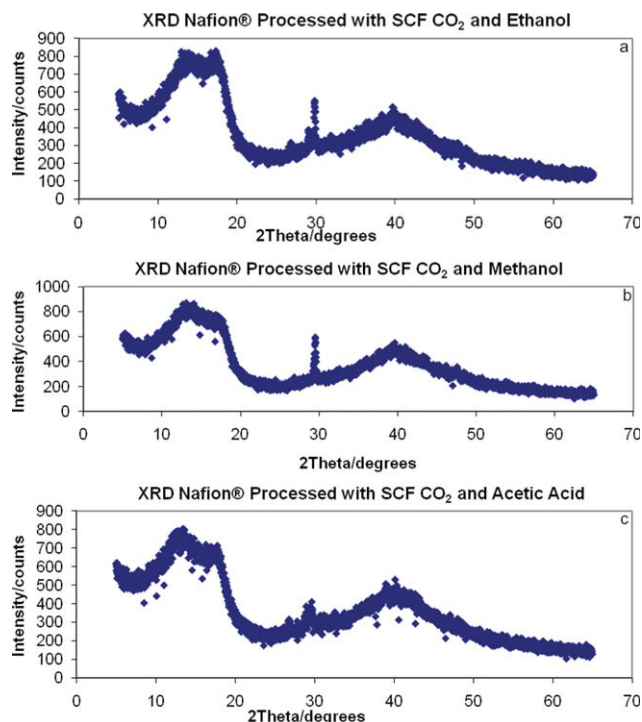 XRD Nafion® Processed with SCF CO₂ and Ethanol
a
Intensity/counts
900
800
700
600
500
400
300
200
100
0
0 10 20 30 40 50 60 70
2Theta/degrees
XRD Nafion® Processed with SCF CO₂ and Methanol
b
Intensity/counts
1000
800
600
400
200
0
0 10 20 30 40 50 60 70
2Theta/degrees
XRD Nafion® Processed with SCF CO₂ and Acetic Acid
c
Intensity/counts
900
800
700
600
500
400
300
200
100
0
0 10 20 30 40 50 60 70
2Theta/degrees